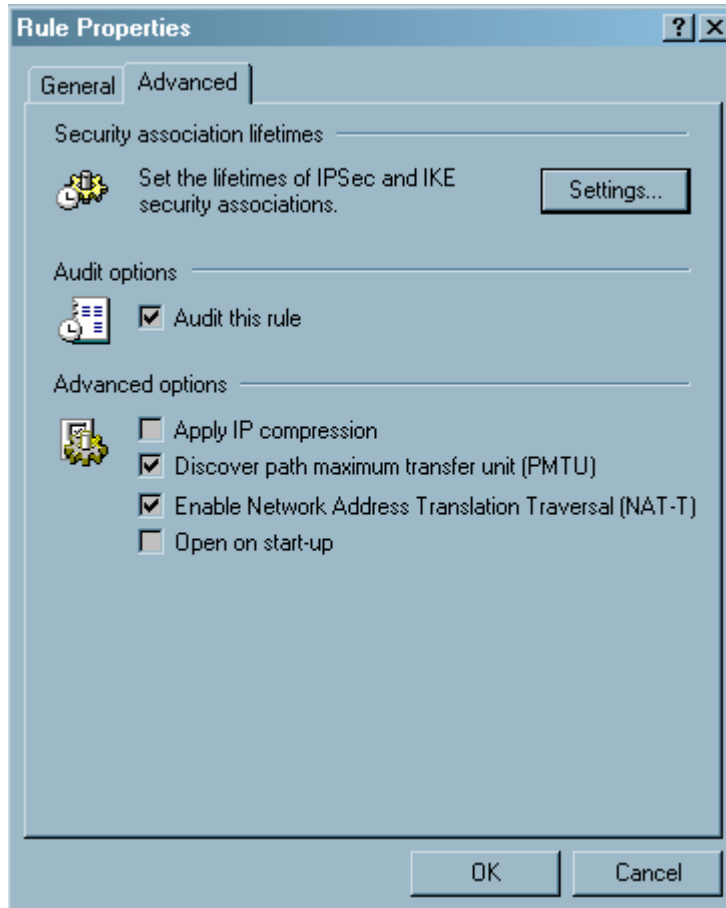 Rule Properties
General
Advanced
Security association lifetimes
Set the lifetimes of IPSec and IKE
security associations.
Settings...
Audit options
Audit this rule
Advanced options
Apply IP compression
Discover path maximum transfer unit (PMTU)
Enable Network Address Translation Traversal (NAT-T)
Open on start-up
OK
Cancel